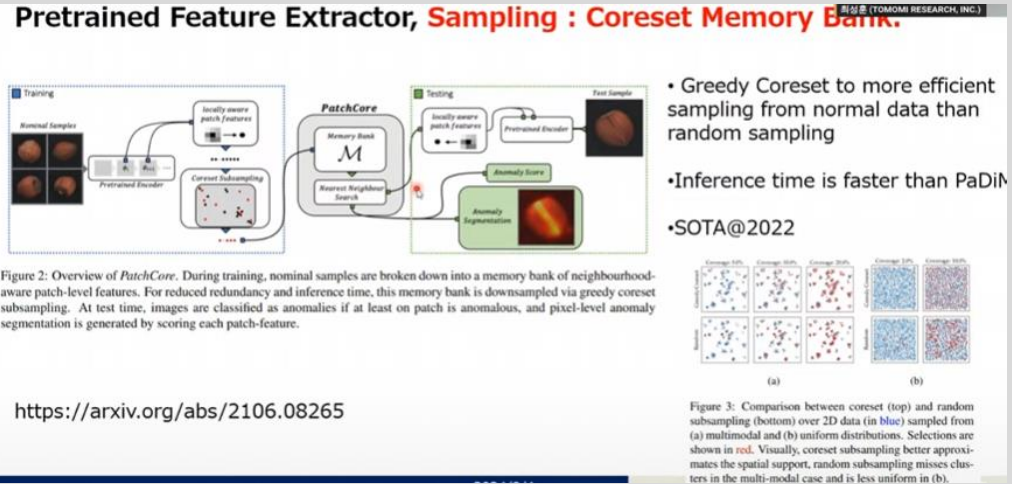 Pretrained Feature Extractor, Sampling : Coreset Memory Bank.
최성훈 (TOMOMI RESEARCH, INC.)
Training
Nominal Samples
Pretrained Encoder
locally aware
patch features
Coreset Subsampling
PatchCore
Memory Bank
M
Nearest Neighbour
Search
Testing
locally aware
patch features
Pretrained Encoder
Test Sample
Anomaly Score
Anomaly
Segmentation
Figure 2: Overview of PatchCore. During training, nominal samples are broken down into a memory bank of neighbourhood-
aware patch-level features. For reduced redundancy and inference time, this memory bank is downsampled via greedy coreset
subsampling. At test time, images are classified as anomalies if at least on patch is anomalous, and pixel-level anomaly
segmentation is generated by scoring each patch-feature.
https://arxiv.org/abs/2106.08265
• Greedy Coreset to more efficient
sampling from normal data than
random sampling
•Inference time is faster than PaDiM
•SOTA@2022
(a)
(b)
Figure 3: Comparison between coreset (top) and random
subsampling (bottom) over 2D data (in blue) sampled from
(a) multimodal and (b) uniform distributions. Selections are
shown in red. Visually, coreset subsampling better approxi-
mates the spatial support, random subsampling misses clus-
ters in the multi-modal case and is less uniform in (b).